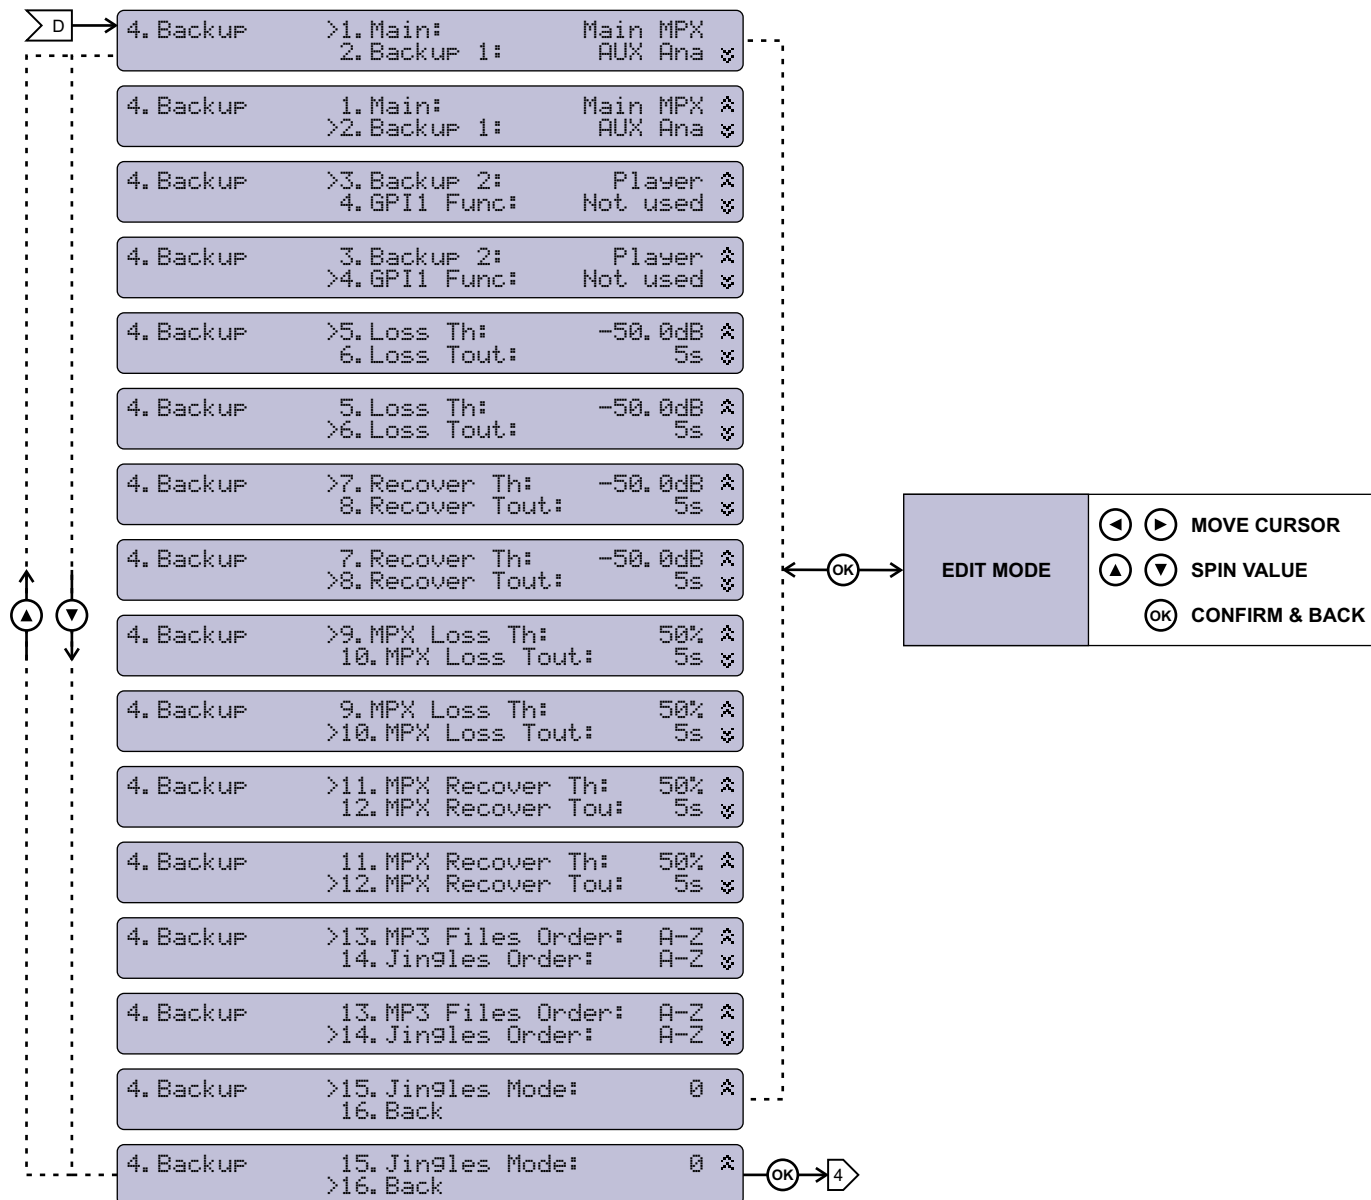 D
4.Backup >1.Main: Main MPX
2.Backup 1: AUX Ana
4.Backup 1.Main: Main MPX
>2.Backup 1: AUX Ana
4.Backup >3.Backup 2: Player
4.GPI1 Func: Not used
4.Backup 3.Backup 2: Player
>4.GPI1 Func: Not used
4.Backup >5.Loss Th: -50.0dB
6.Loss Tout: 5s
4.Backup 5.Loss Th: -50.0dB
>6.Loss Tout: 5s
4.Backup >7.Recover Th: -50.0dB
8.Recover Tout: 5s
4.Backup 7.Recover Th: -50.0dB
>8.Recover Tout: 5s
4.Backup >9.MPX Loss Th: 50%
10.MPX Loss Tout: 5s
4.Backup 9.MPX Loss Th: 50%
>10.MPX Loss Tout: 5s
4.Backup >11.MPX Recover Th: 50%
12.MPX Recover Tou: 5s
4.Backup 11.MPX Recover Th: 50%
>12.MPX Recover Tou: 5s
4.Backup >13.MP3 Files Order: A-Z
14.Jingles Order: A-Z
4.Backup 13.MP3 Files Order: A-Z
>14.Jingles Order: A-Z
4.Backup >15.Jingles Mode: 0
16.Back
4.Backup 15.Jingles Mode: 0
>16.Back
OK
4
OK
EDIT MODE
MOVE CURSOR
SPIN VALUE
OK CONFIRM & BACK